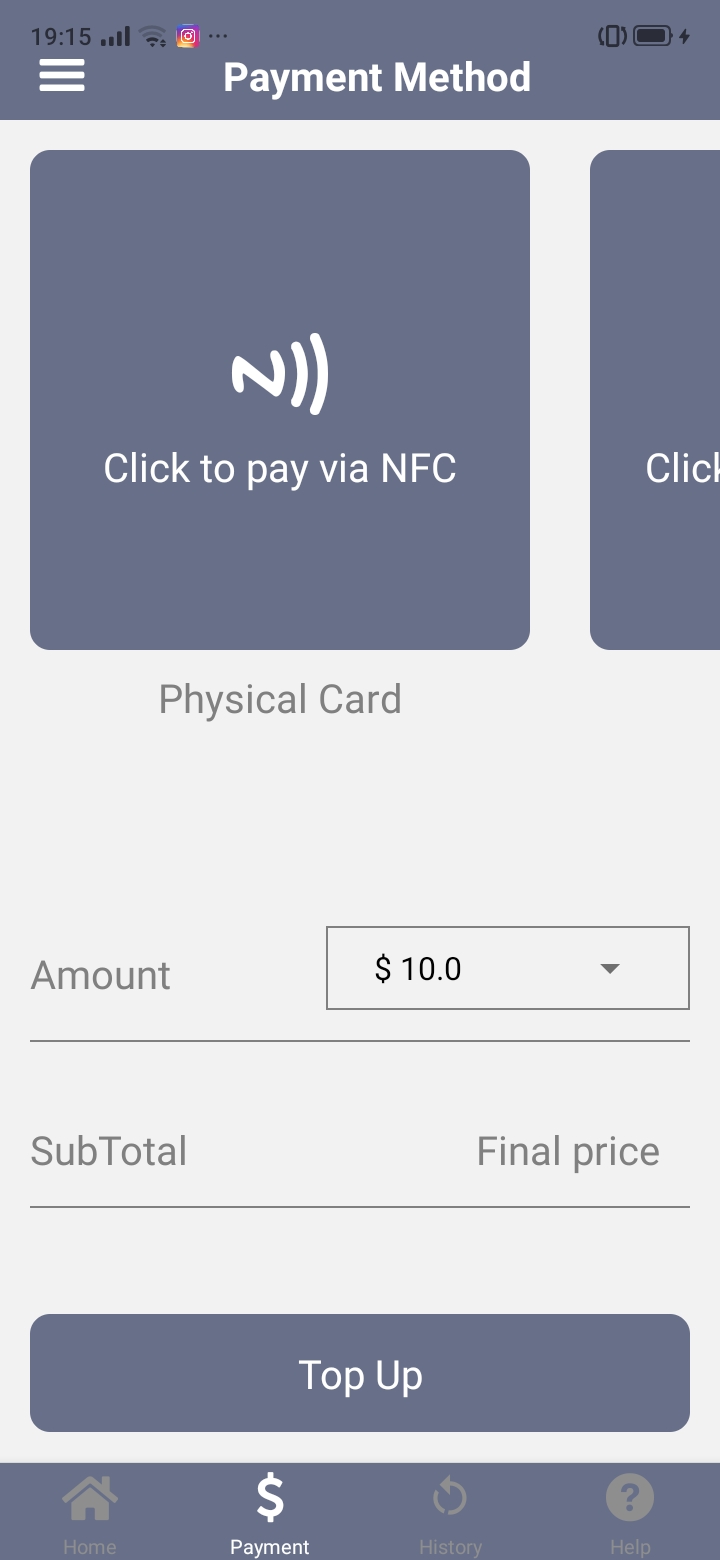 19:15
Payment Method
Click to pay via NFC
Click
Physical Card
Amount
$ 10.0
SubTotal
Final price
Top Up
Home
Payment
History
Help